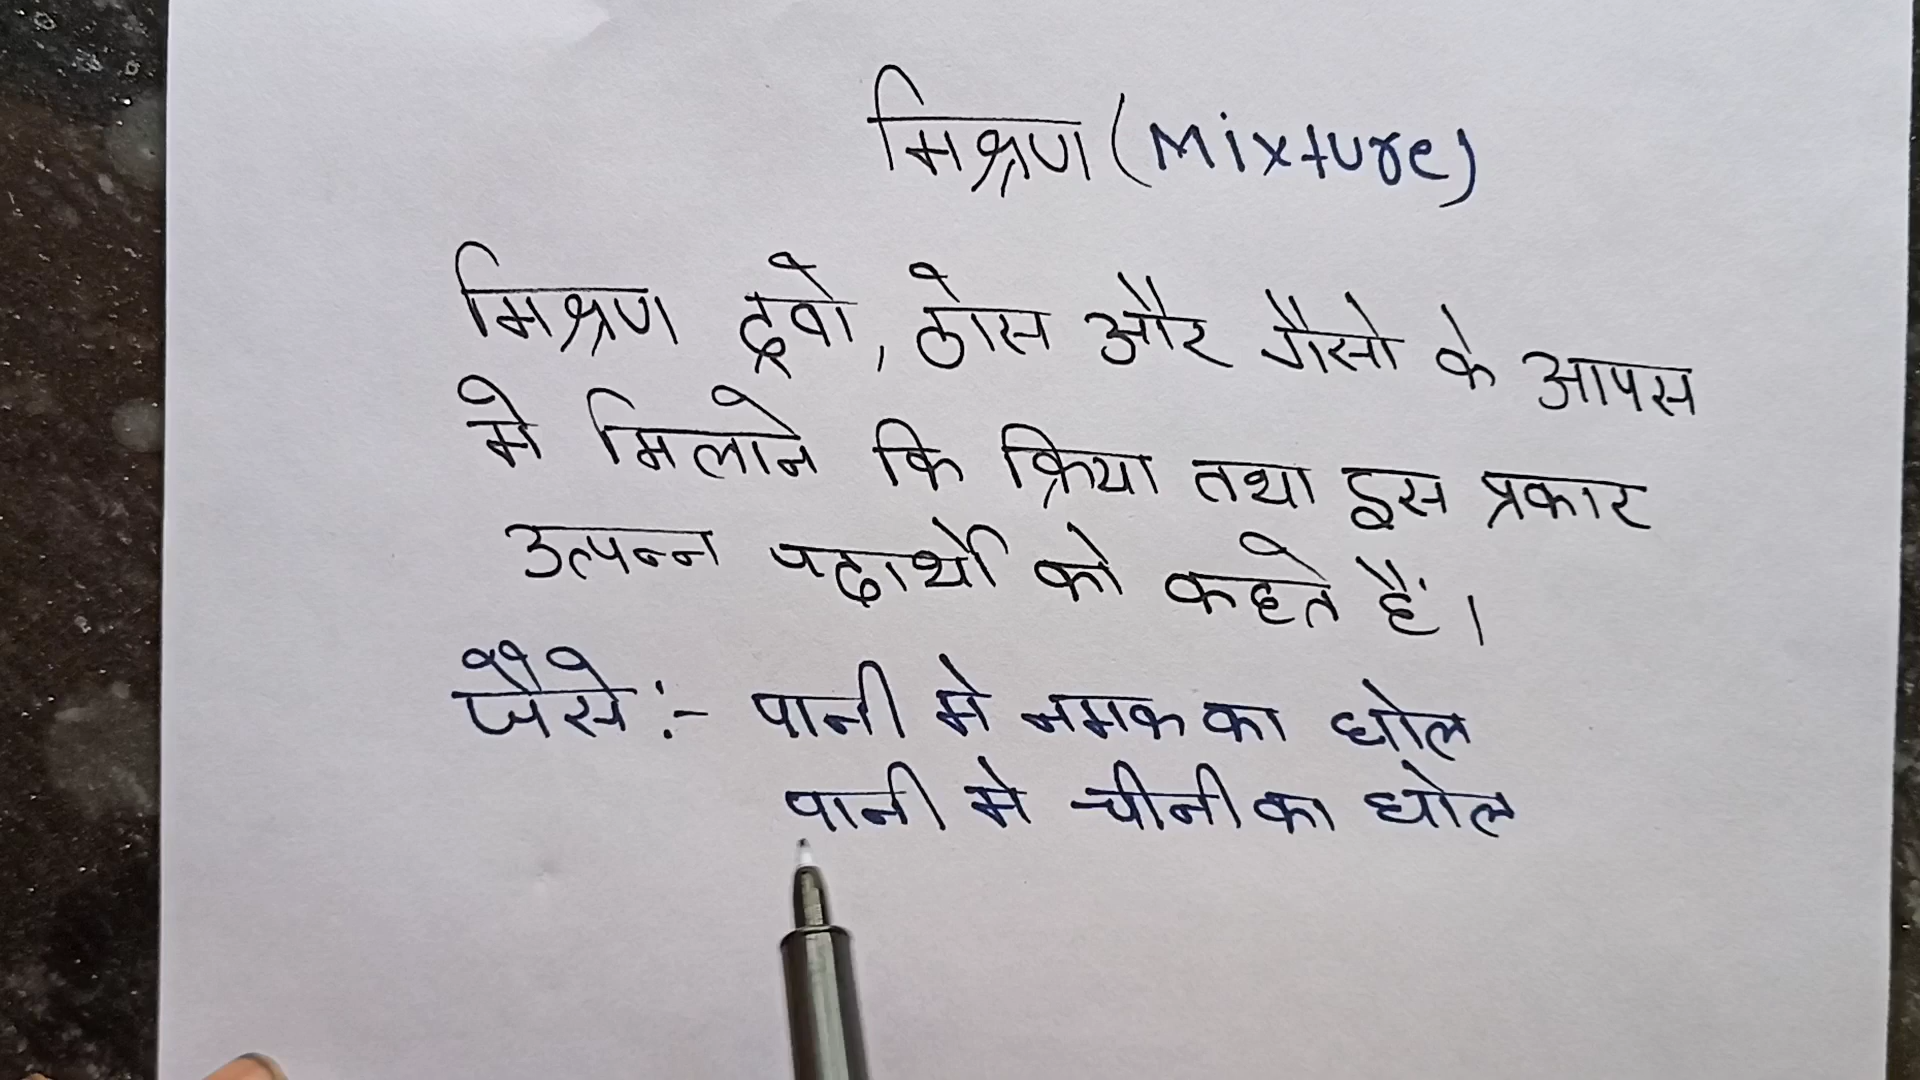 मिश्रण (Mixture)
मिश्रण द्रवो, ठोस और गैसो के आपस
मे मिलाने कि क्रिया तथा इस प्रकार
उत्पन्न पदार्थो को कहते हैं।
जैसे:- पानी मे नमक का घोल
पानी मे चीनी का घोल